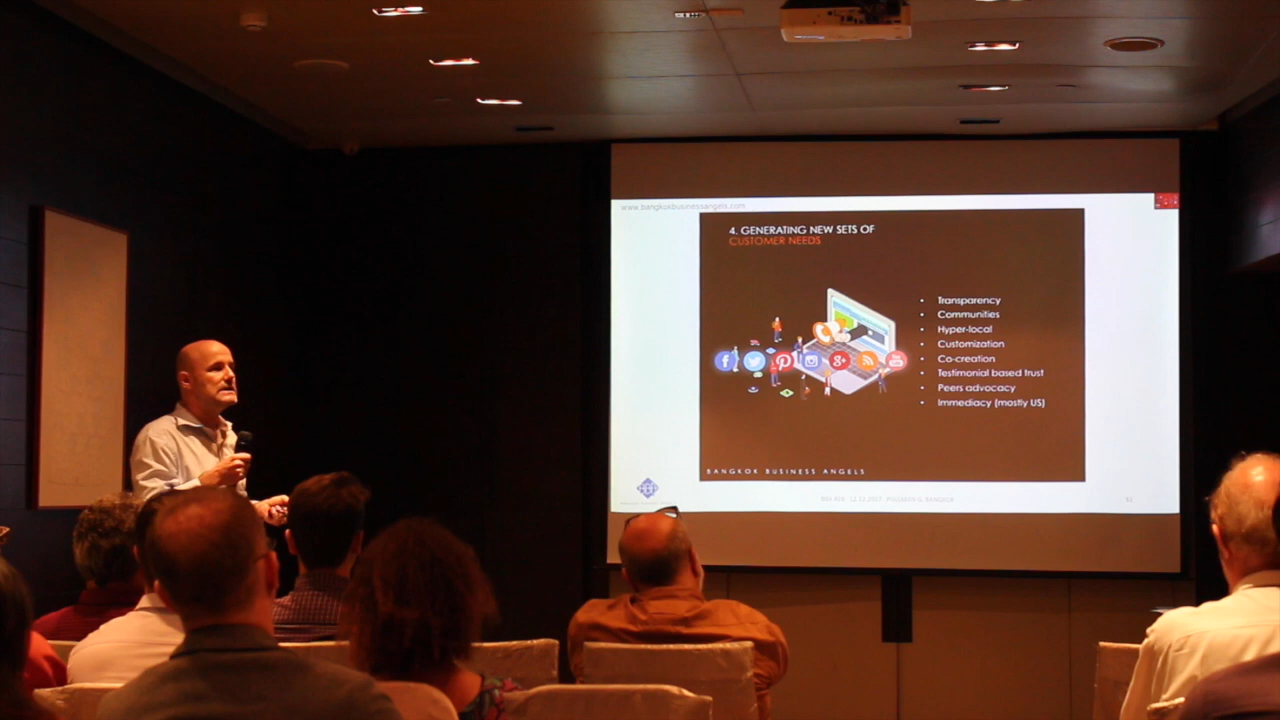 www.bangkokbusinessangels.com
4. GENERATING NEW SETS OF
CUSTOMER NEEDS
• Transparency
• Communities
• Hyper-local
• Customization
• Co-creation
• Testimonial based trust
• Peers advocacy
• Immediacy (mostly US)
BANGKOK BUSINESS ANGELS
BANGKOK